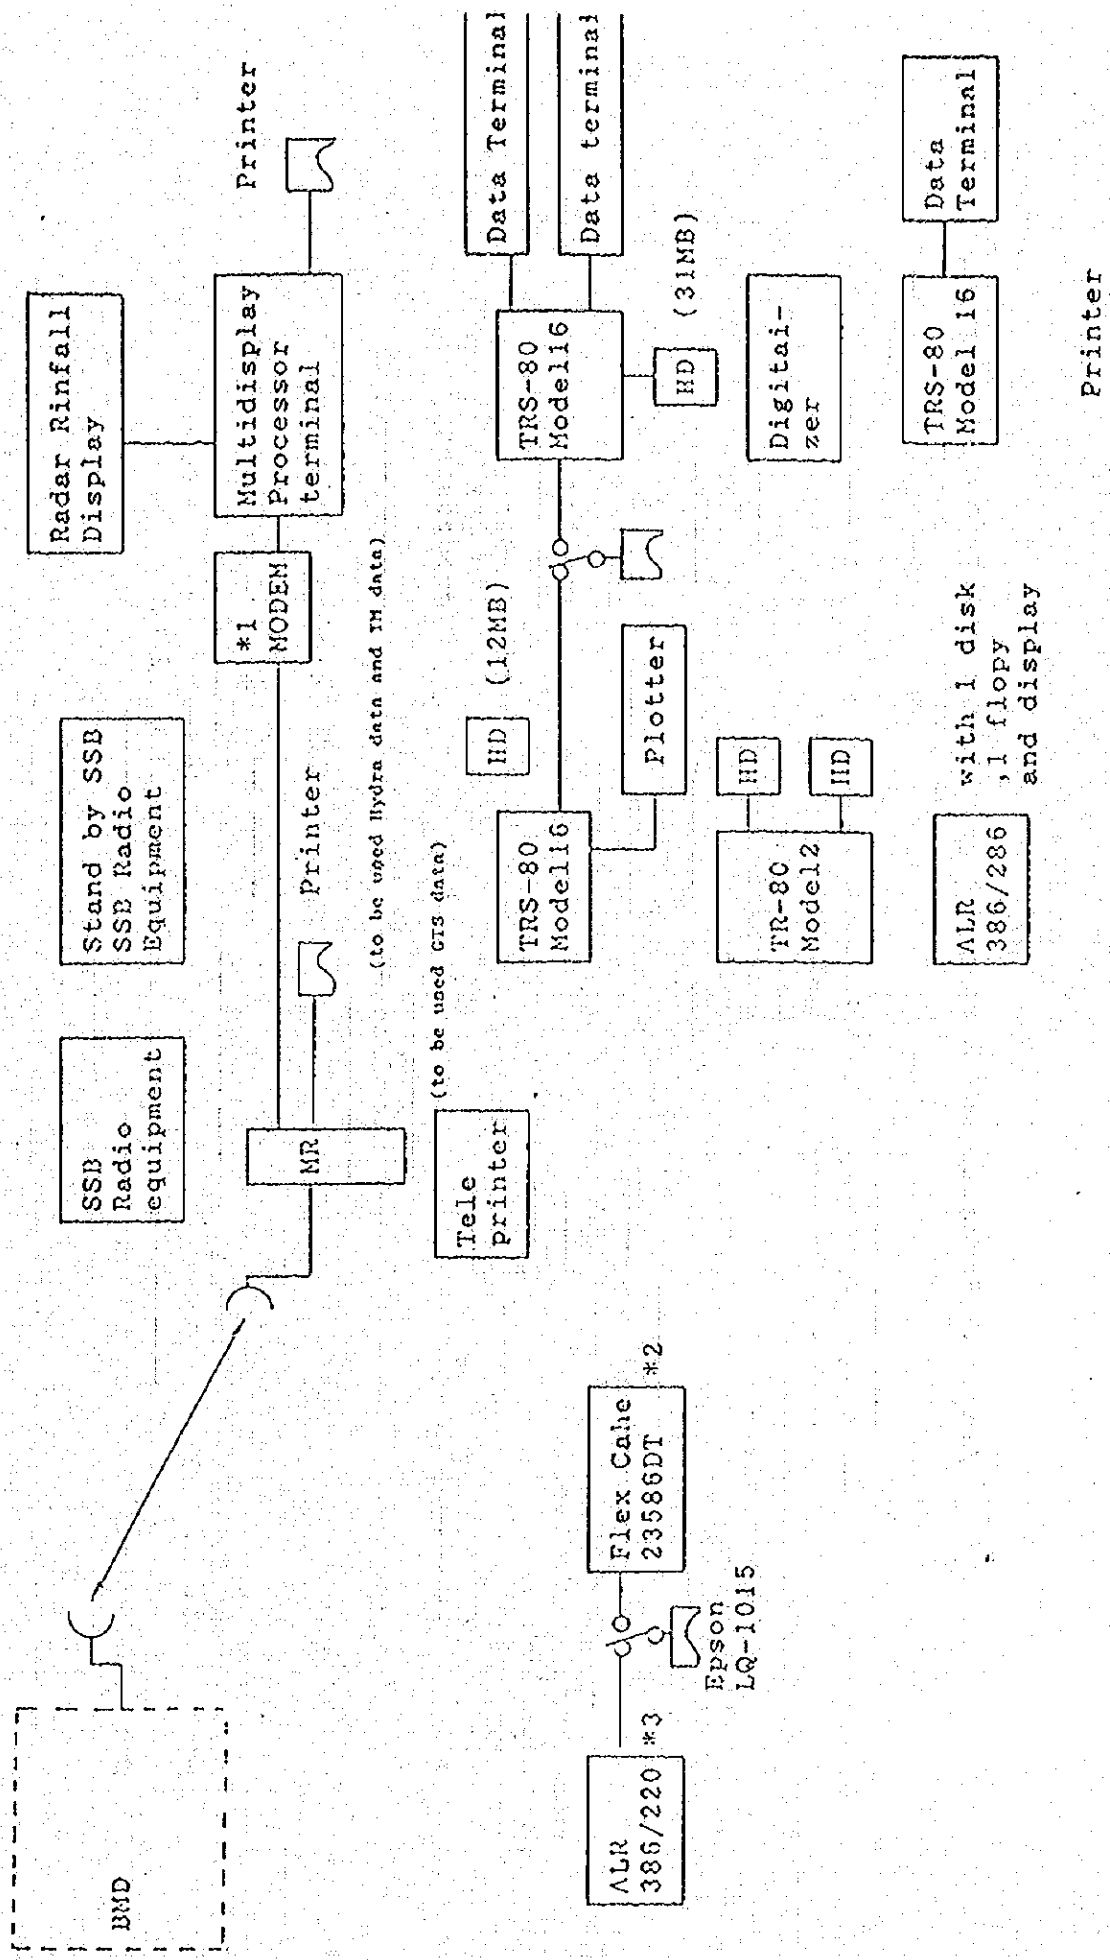 BMD
SSB
Radio
equipment
Stand by SSB
SSB Radio
Equipment
Radar Rinfall
Display
MR
Printer
*1
MODEM
Multidisplay
Processor
terminal
Printer
(to be used Hydra data and TM data)
Tele
printer
(to be used GIS data)
HD
(12MB)
TRS-80
Model16
Plotter
TRS-80
Model16
Data Terminal
Data terminal
HD
(31MB)
ALR
386/220
*3
Epson
LQ-1015
Flex Cahe
23586DT
*2
TR-80
Model2
HD
HD
Digitai-
zer
ALR
386/286
with 1 disk
,1 flopy
and display
TRS-80
Model 16
Data
Terminal
Printer